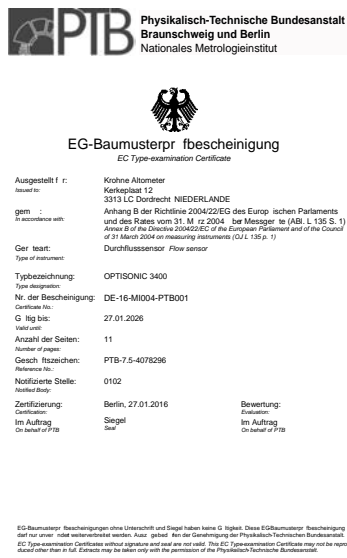 PTB
Physikalisch-Technische Bundesanstalt
Braunschweig und Berlin
Nationales Metrologieinstitut
EG-Baumusterpr fbescheinigung
EC Type-examination Certificate
Ausgestellt f r: Krohne Altometer
Issued to: Kerkeplaat 12
3313 LC Dordrecht NIEDERLANDE
gem : Anhang B der Richtlinie 2004/22/EG des Europ ischen Parlaments
In accordance with: und des Rates vom 31. M rz 2004 ber Messger te (ABl. L 135 S. 1)
Annex B of the Directive 2004/22/EC of the European Parliament and of the Council
of 31 March 2004 on measuring instruments (OJ L 135 p. 1)
Ger teart: Durchflusssensor Flow sensor
Type of instrument:
Typbezeichnung: OPTISONIC 3400
Type designation:
Nr. der Bescheinigung: DE-16-MI004-PTB001
Certificate No.:
G ltig bis: 27.01.2026
Valid until:
Anzahl der Seiten: 11
Number of pages:
Gesch ftszeichen: PTB-7.5-4078296
Reference No.:
Notifizierte Stelle: 0102
Notified Body:
Zertifizierung: Berlin, 27.01.2016 Bewertung:
Certification: Evaluation:
Im Auftrag Siegel Im Auftrag
On behalf of PTB Seal On behalf of PTB
EG-Baumusterpr fbescheinigungen ohne Unterschrift und Siegel haben keine G ltigkeit. Diese EGBaumusterpr fbescheinigung
darf nur unver ndert weiterverbreitet werden. Ausz ge bed rfen der Genehmigung der Physikalisch-Technischen Bundesanstalt.
EC Type-examination Certificates without signature and seal are not valid. This EC Type-examination Certificate may not be repro
duced other than in full. Extracts may be taken only with the permission of the Physikalisch-Technische Bundesanstalt.